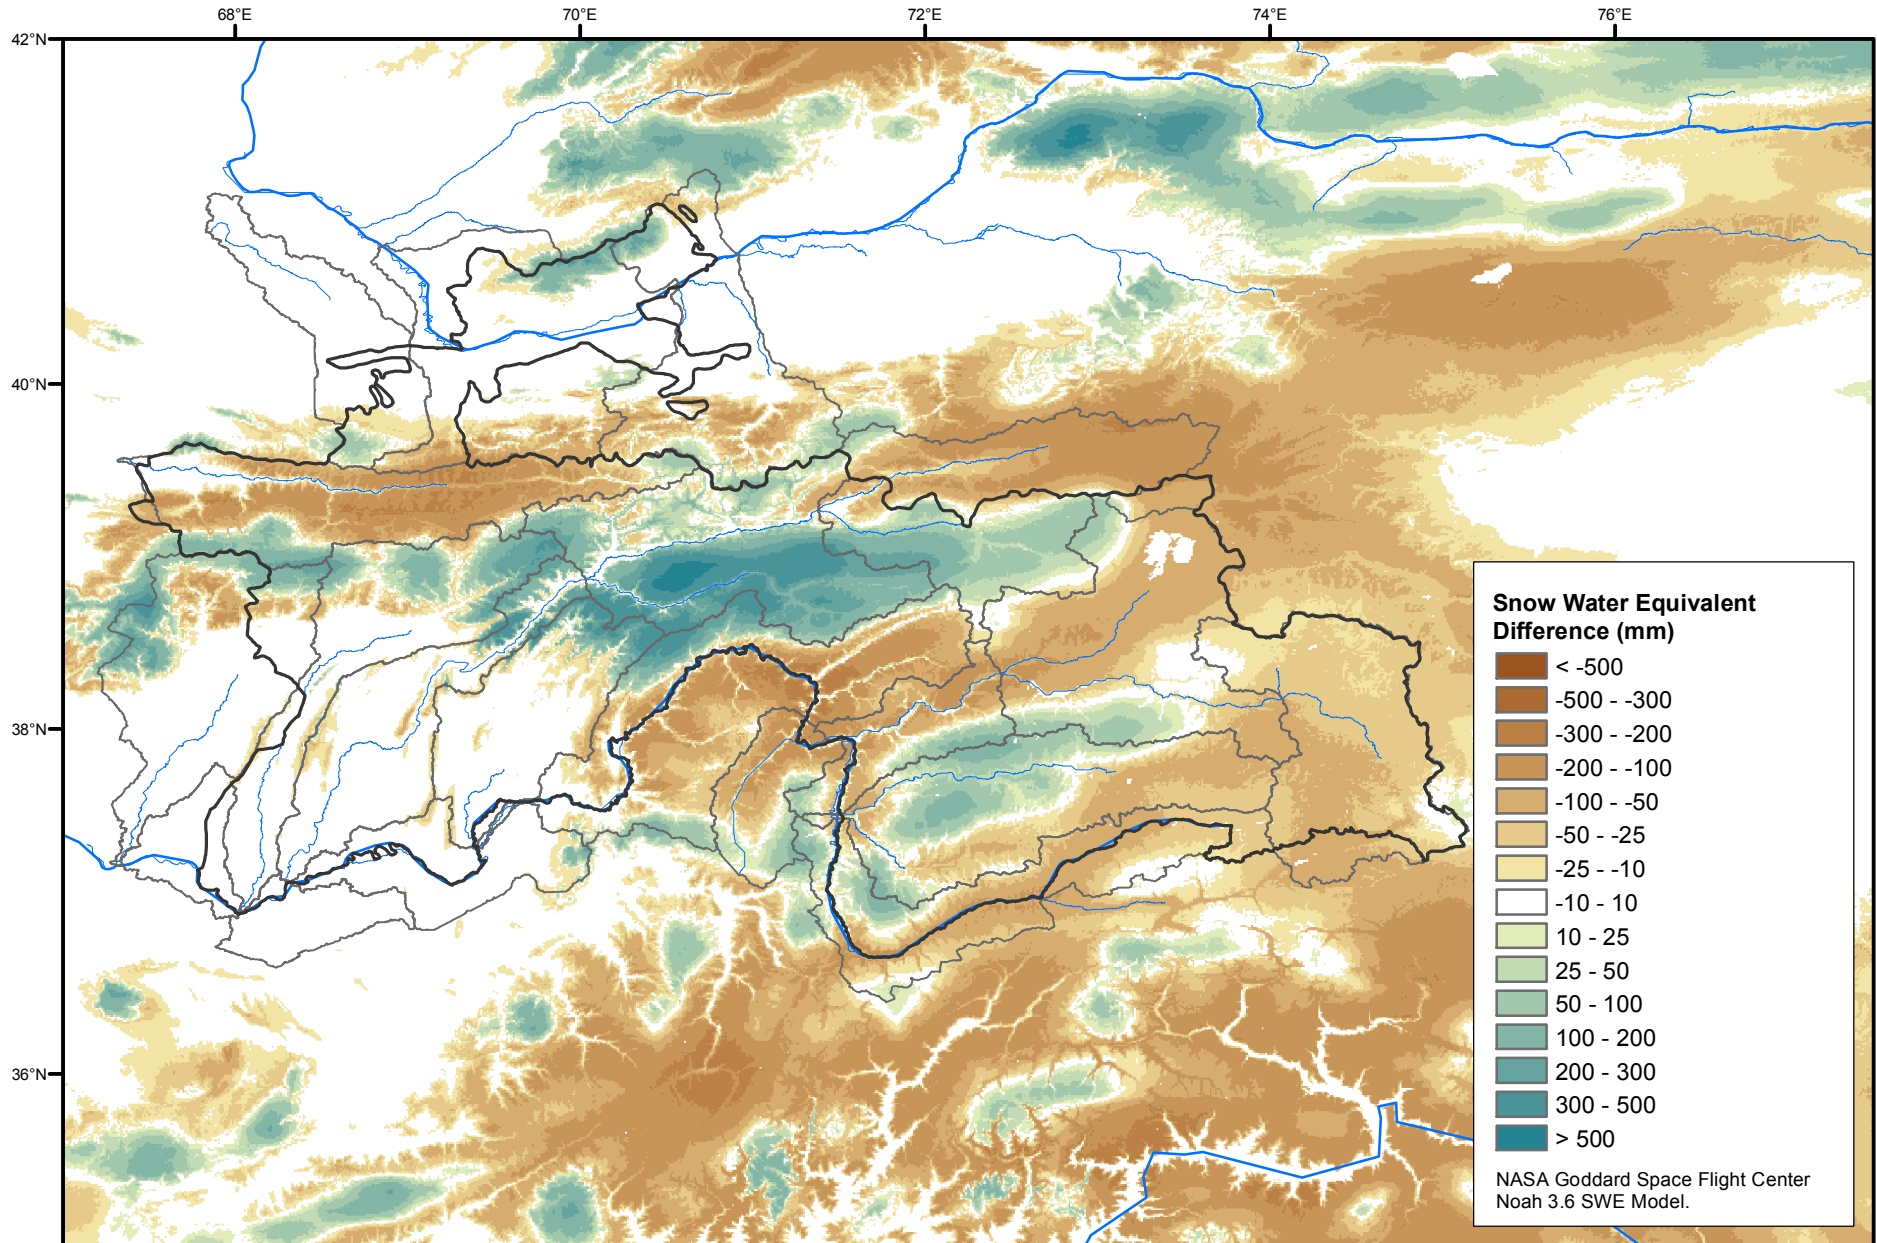 68°E
70°E
72°E
74°E
76°E
42°N
40°N
38°N
36°N
Snow Water Equivalent
Difference (mm)
< -500
-500 - -300
-300 - -200
-200 - -100
-100 - -50
-50 - -25
-25 - -10
-10 - 10
10 - 25
25 - 50
50 - 100
100 - 200
200 - 300
300 - 500
> 500
NASA Goddard Space Flight Center
Noah 3.6 SWE Model.